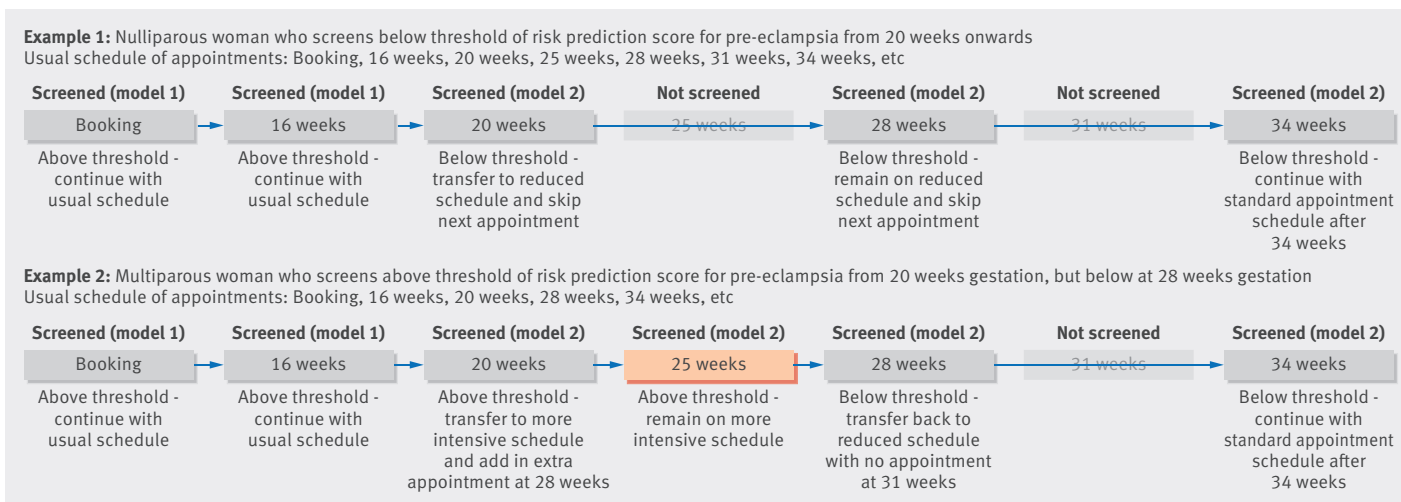 Example 1: Nulliparous woman who screens below threshold of risk prediction score for pre-eclampsia from 20 weeks onwards
Usual schedule of appointments: Booking, 16 weeks, 20 weeks, 25 weeks, 28 weeks, 31 weeks, 34 weeks, etc
Screened (model 1)
Booking
Above threshold -
continue with
usual schedule
Screened (model 1)
16 weeks
Above threshold -
continue with
usual schedule
Screened (model 2)
20 weeks
Below threshold -
transfer to reduced
schedule and skip
next appointment
Not screened
25 weeks
Screened (model 2)
28 weeks
Below threshold -
remain on reduced
schedule and skip
next appointment
Not screened
31 weeks
Screened (model 2)
34 weeks
Below threshold -
continue with
standard appointment
schedule after
34 weeks
Example 2: Multiparous woman who screens above threshold of risk prediction score for pre-eclampsia from 20 weeks gestation, but below at 28 weeks gestation
Usual schedule of appointments: Booking, 16 weeks, 20 weeks, 28 weeks, 34 weeks, etc
Screened (model 1)
Booking
Above threshold -
continue with
usual schedule
Screened (model 1)
16 weeks
Above threshold -
continue with
usual schedule
Screened (model 2)
20 weeks
Above threshold -
transfer to more
intensive schedule
and add in extra
appointment at 28 weeks
Screened (model 2)
25 weeks
Above threshold -
remain on more
intensive schedule
Screened (model 2)
28 weeks
Below threshold -
transfer back to
reduced schedule
with no appointment
at 31 weeks
Not screened
31 weeks
Screened (model 2)
34 weeks
Below threshold -
continue with
standard appointment
schedule after
34 weeks